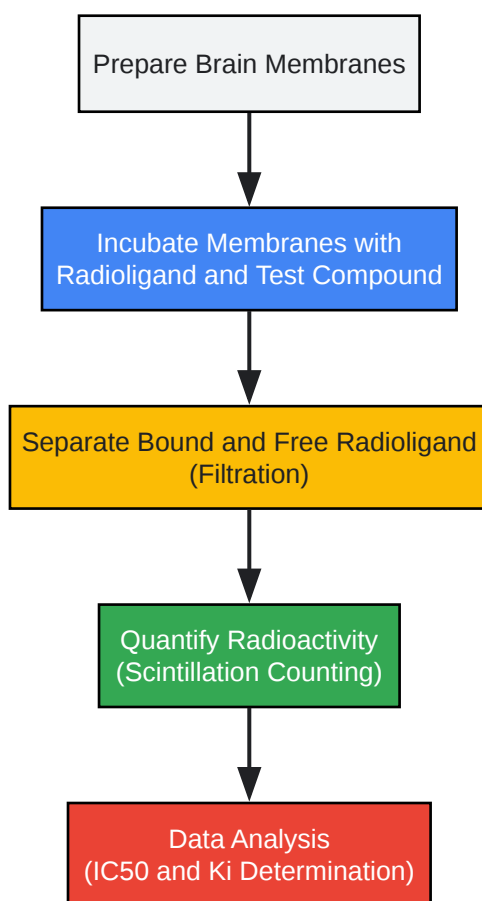 Prepare Brain Membranes
Incubate Membranes with
Radioligand and Test Compound
Separate Bound and Free Radioligand
(Filtration)
Quantify Radioactivity
(Scintillation Counting)
Data Analysis
(IC50 and Ki Determination)